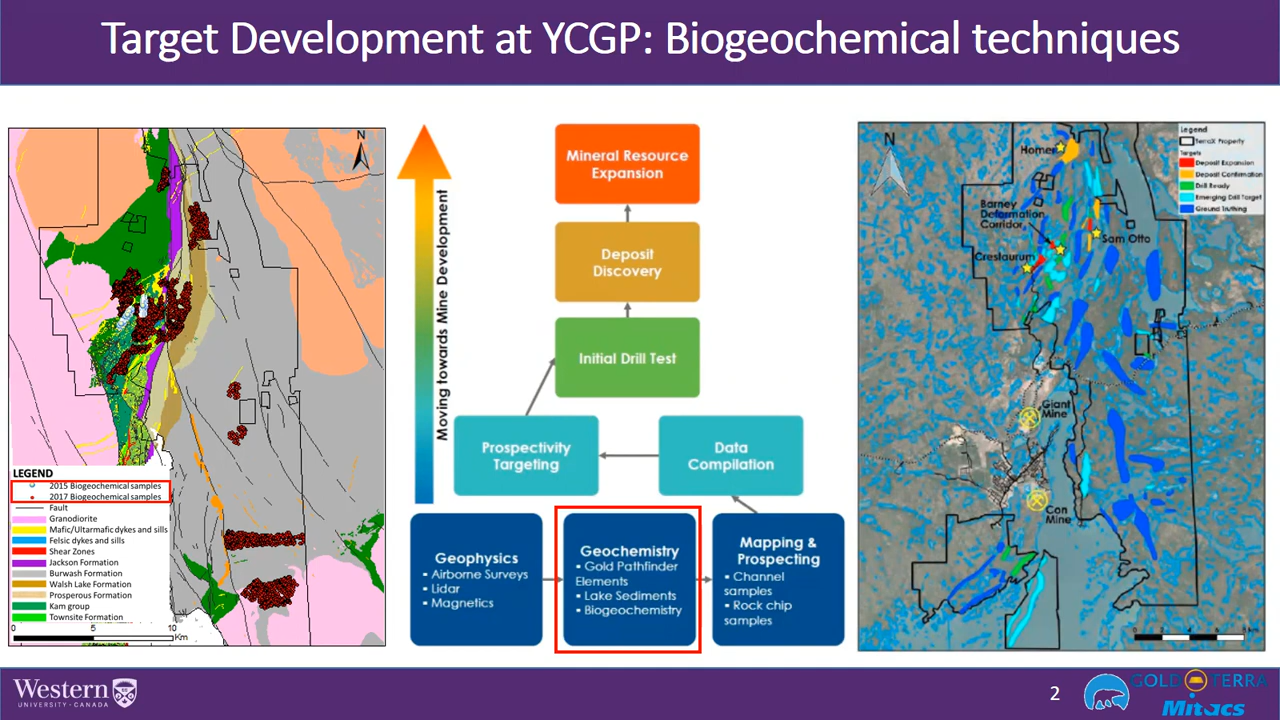 Target Development at YCGP: Biogeochemical techniques
N
LEGEND
2015 Biogeochemical samples
2017 Biogeochemical samples
Fault
Granodiorite
Mafic/Ultarmafic dykes and sills
Felsic dykes and sills
Shear Zones
Jackson Formation
Burwash Formation
Walsh Lake Formation
Prosperous Formation
Kam group
Townsite Formation
0 5 10
Km
Moving towards Mine Development
Mineral Resource
Expansion
Deposit
Discovery
Initial Drill Test
Prospectivity
Targeting
Data
Compilation
Geophysics
▪ Airborne Surveys
▪ Lidar
▪ Magnetics
Geochemistry
▪ Gold Pathfinder
Elements
▪ Lake Sediments
▪ Biogeochemistry
Mapping &
Prospecting
▪ Channel
samples
▪ Rock chip
samples
N
Legend
TerraX Property
Targets
Deposit Expansion
Deposit Confirmation
Drill Ready
Emerging Drill Target
Ground Truthing
Homer
Barney
Deformation
Corridor
Sam Otto
Crestaurum
Giant
Mine
Con
Mine
Western
UNIVERSITY·CANADA
2
GOLD TERRA
Mitacs